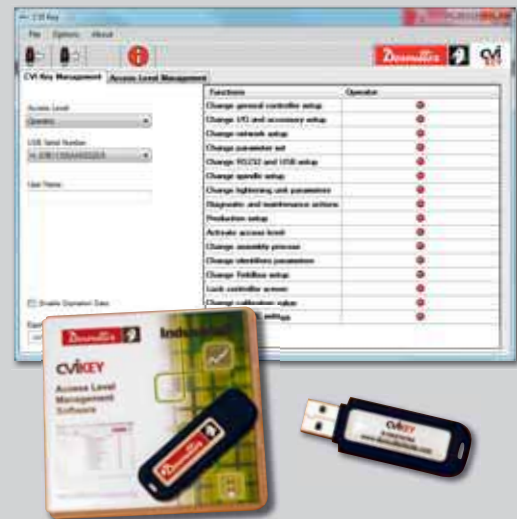 CVI Key
File Options About
Desoutter
CVI KEY
CVI Key Management Access Level Management
Functions Operator
Access Level
Operator
USB Serial Number
User Name
Enable Expiration Date
Change general controller setup
Change I/O and accessory setup
Change network setup
Change parameter set
Change RS232 and USB setup
Change spindle setup
Change tightening unit parameters
Diagnostic and maintenance actions
Production setup
Activate access level
Change assembly process
Change identifiers parameters
Change Fieldbus setup
Lock controller screen
Change calibration value
Desoutter
CVIKEY
Access Level
Management
Software
Desoutter
CVIKEY